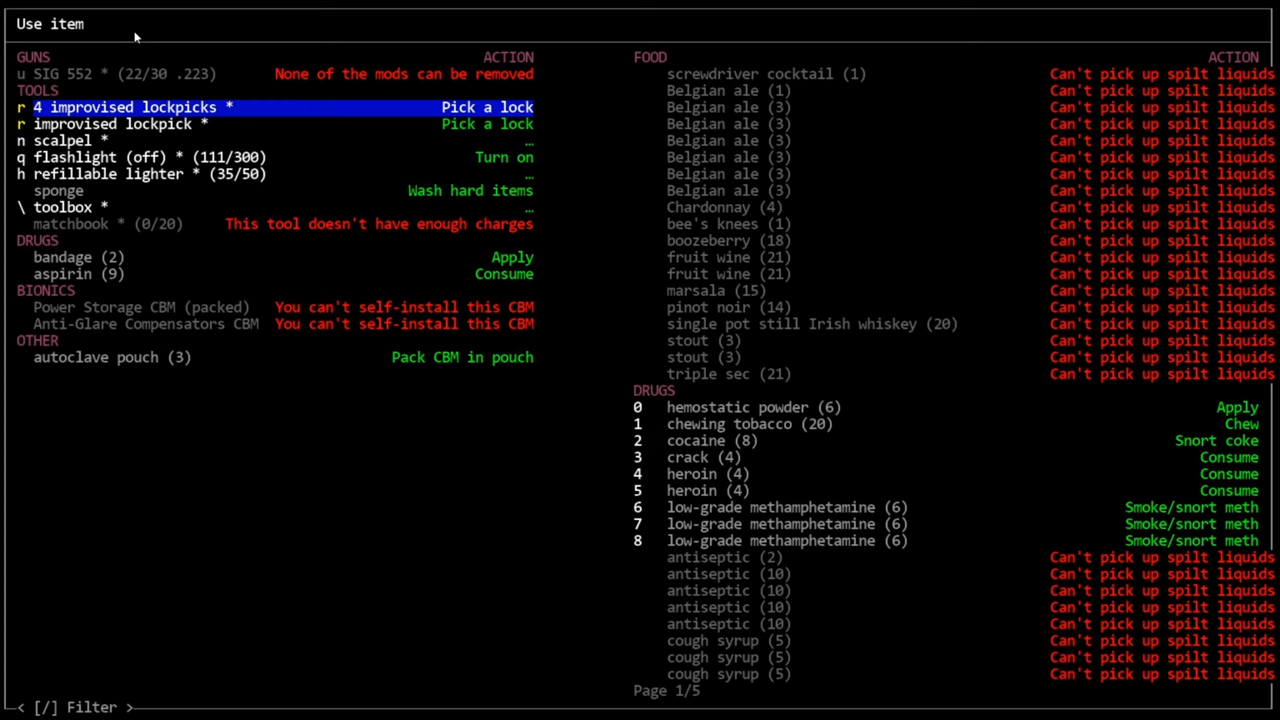 Use item
GUNS ACTION
u SIG 552 * (22/30 .223) None of the mods can be removed
TOOLS
r 4 improvised lockpicks * Pick a lock
r improvised lockpick * Pick a lock
n scalpel * …
q flashlight (off) * (111/300) Turn on
h refillable lighter * (35/50) …
sponge Wash hard items
\ toolbox * …
matchbook * (0/20) This tool doesn't have enough charges
DRUGS
bandage (2) Apply
aspirin (9) Consume
BIONICS
Power Storage CBM (packed) You can't self-install this CBM
Anti-Glare Compensators CBM You can't self-install this CBM
OTHER
autoclave pouch (3) Pack CBM in pouch
FOOD ACTION
screwdriver cocktail (1) Can't pick up spilt liquids
Belgian ale (1) Can't pick up spilt liquids
Belgian ale (3) Can't pick up spilt liquids
Belgian ale (3) Can't pick up spilt liquids
Belgian ale (3) Can't pick up spilt liquids
Belgian ale (3) Can't pick up spilt liquids
Belgian ale (3) Can't pick up spilt liquids
Belgian ale (3) Can't pick up spilt liquids
Chardonnay (4) Can't pick up spilt liquids
bee's knees (1) Can't pick up spilt liquids
boozeberry (18) Can't pick up spilt liquids
fruit wine (21) Can't pick up spilt liquids
fruit wine (21) Can't pick up spilt liquids
marsala (15) Can't pick up spilt liquids
pinot noir (14) Can't pick up spilt liquids
single pot still Irish whiskey (20) Can't pick up spilt liquids
stout (3) Can't pick up spilt liquids
stout (3) Can't pick up spilt liquids
triple sec (21) Can't pick up spilt liquids
DRUGS
0 hemostatic powder (6) Apply
1 chewing tobacco (20) Chew
2 cocaine (8) Snort coke
3 crack (4) Consume
4 heroin (4) Consume
5 heroin (4) Consume
6 low-grade methamphetamine (6) Smoke/snort meth
7 low-grade methamphetamine (6) Smoke/snort meth
8 low-grade methamphetamine (6) Smoke/snort meth
antiseptic (2) Can't pick up spilt liquids
antiseptic (10) Can't pick up spilt liquids
antiseptic (10) Can't pick up spilt liquids
antiseptic (10) Can't pick up spilt liquids
antiseptic (10) Can't pick up spilt liquids
cough syrup (5) Can't pick up spilt liquids
cough syrup (5) Can't pick up spilt liquids
cough syrup (5) Can't pick up spilt liquids
Page 1/5
< [/] Filter >